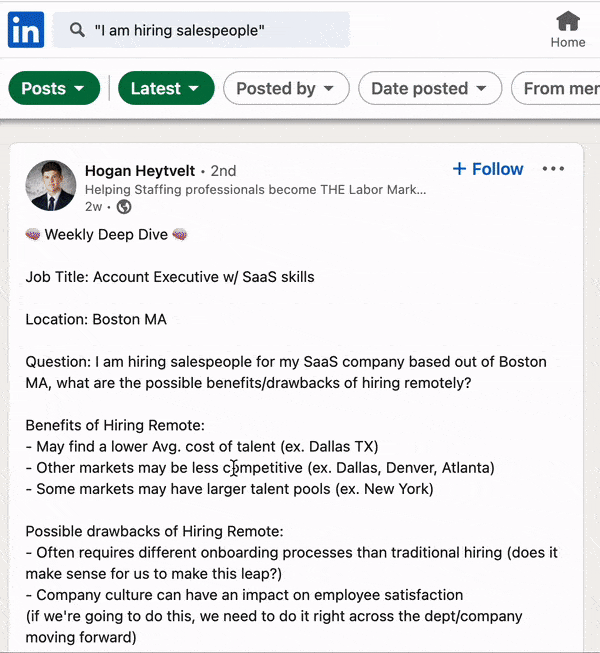 in
"I am hiring salespeople"
Home
Posts
Latest
Posted by
Date posted
From mem
Hogan Heytvelt • 2nd
+ Follow
Helping Staffing professionals become THE Labor Mark...
2w •
Weekly Deep Dive
Job Title: Account Executive w/ SaaS skills
Location: Boston MA
Question: I am hiring salespeople for my SaaS company based out of Boston
MA, what are the possible benefits/drawbacks of hiring remotely?
Benefits of Hiring Remote:
- May find a lower Avg. cost of talent (ex. Dallas TX)
- Other markets may be less competitive (ex. Dallas, Denver, Atlanta)
- Some markets may have larger talent pools (ex. New York)
Possible drawbacks of Hiring Remote:
- Often requires different onboarding processes than traditional hiring (does it
make sense for us to make this leap?)
- Company culture can have an impact on employee satisfaction
(if we're going to do this, we need to do it right across the dept/company
moving forward)